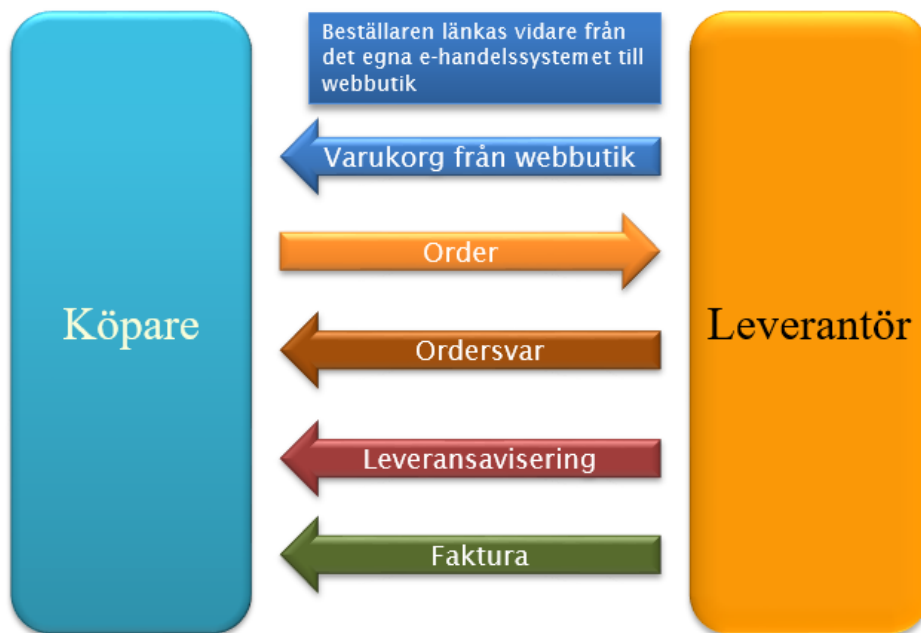 Beställaren länkas vidare från
det egna e-handelssystemet till
webbutik
Varukorg från webbutik
Order
Köpare
Leverantör
Ordersvar
Leveransavisering
Faktura